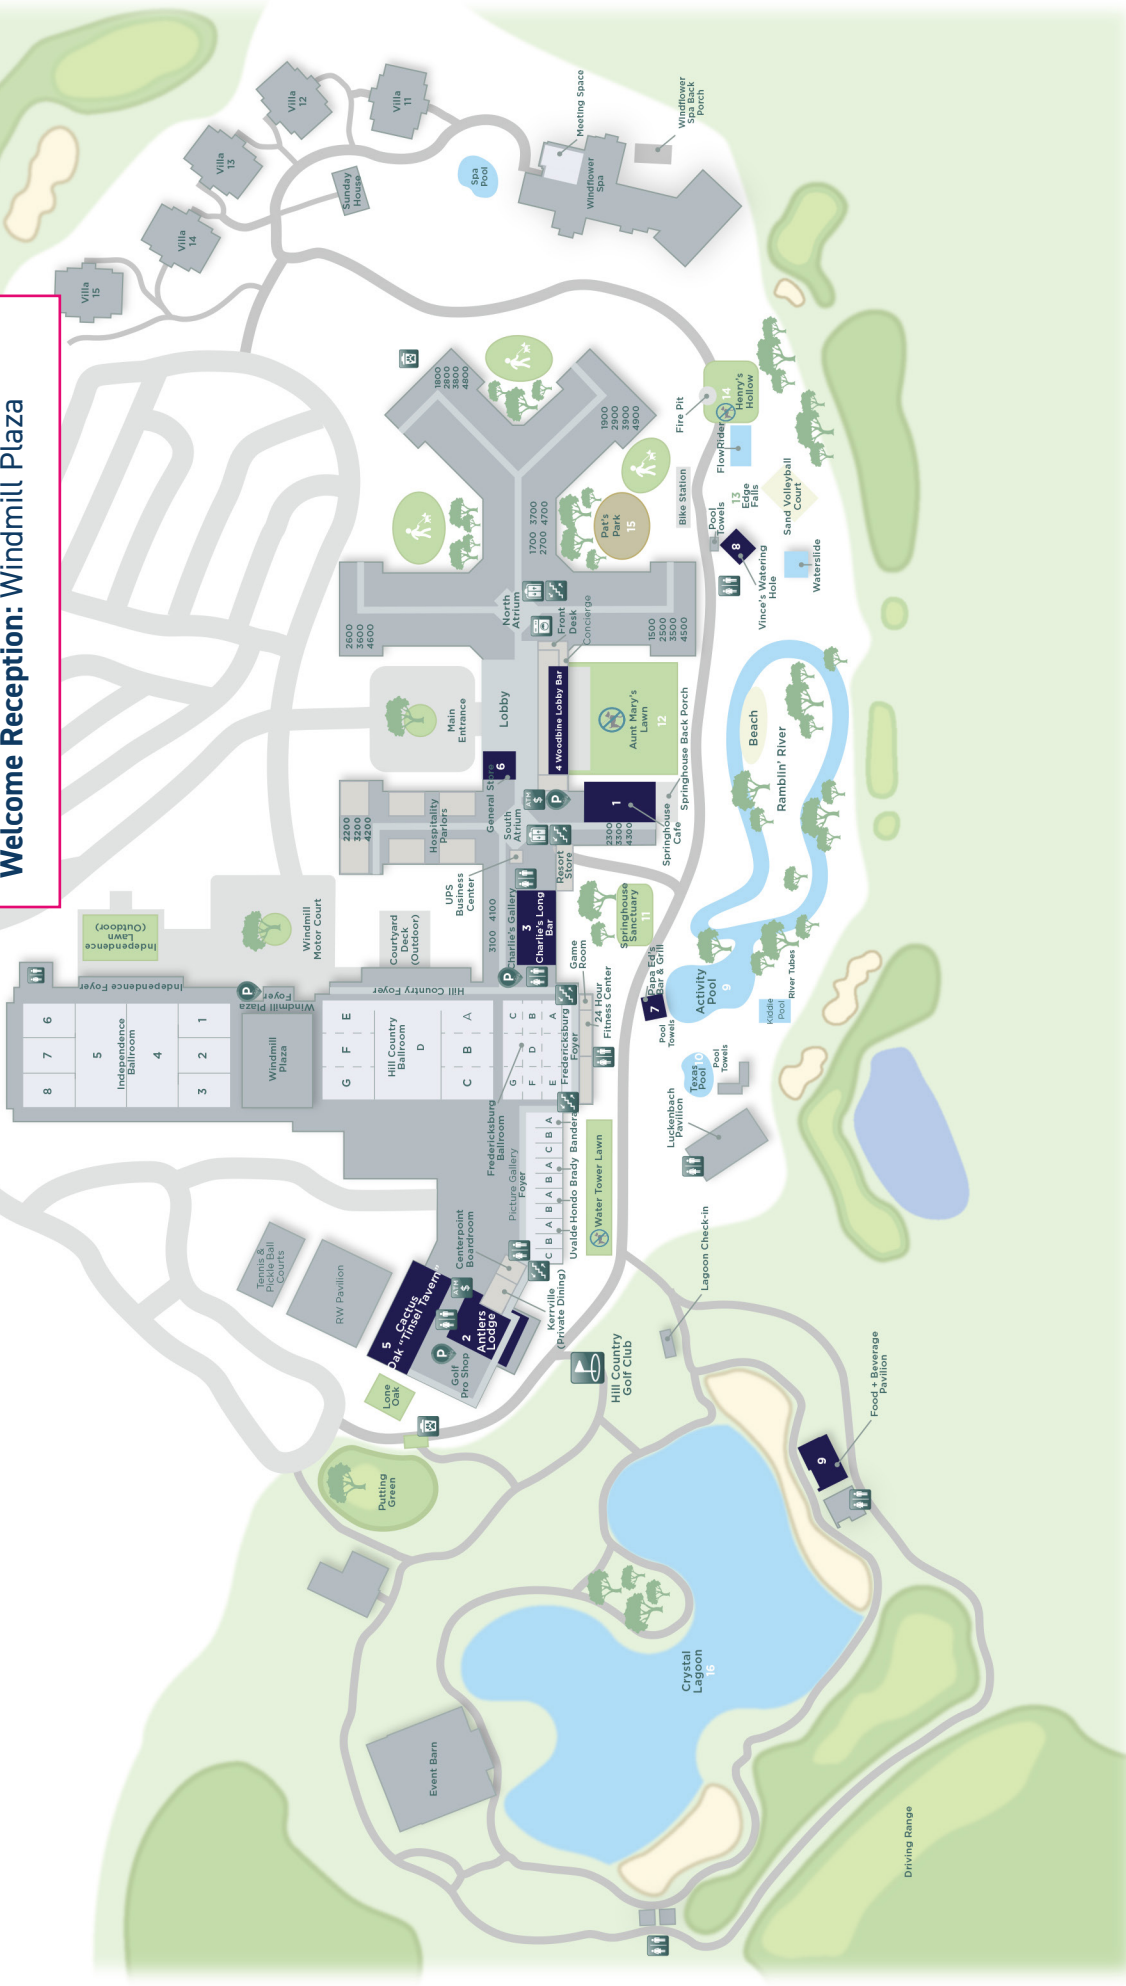 Welcome Reception: Windmill Plaza
Villa
15
Villa
14
Villa
13
Villa
12
Villa
11
Sunday
House
Spa
Pool
Meeting Space
Windflower
Spa
Windflower
Spa Back
Porch
1800
2800
3800
4800
1900
2900
3900
4900
1700 3700
2700 4700
Pat's
Park
15
Fire Pit
14
Henry's
Hollow
FlowRider
13
Edge
Falls
Sand Volleyball
Court
Bike Station
Pool
Towels
8
Vince's Watering
Hole
Waterslide
North
Atrium
Front
Desk
Concierge
2600
3600
4600
1500
2500
3500
4500
Main
Entrance
Lobby
4 Woodbine Lobby Bar
Aunt Mary's
Lawn
12
Springhouse Back Porch
6
General Store
ATM
$
P
1
Springhouse
Cafe
2300
3300
4300
South
Atrium
Hospitality
Parlors
2200
3200
4200
UPS
Business
Center
Resort
Store
Beach
Ramblin' River
3100 4100
Charlie's Gallery
3
Charlie's Long
Bar
Springhouse
Sanctuary
11
Courtyard
Deck
(Outdoor)
Windmill
Motor Court
Independence
Lawn
(Outdoor)
Independence Foyer
P
Windmill Plaza
Foyer
Hill Country Foyer
P
Game
Room
24 Hour
Fitness Center
7
Papa Ed's
Bar & Grill
Pool
Towels
Activity
Pool
9
River Tubes
Kiddie
Pool
6
7
8
5
Independence
Ballroom
4
1
2
3
Windmill
Plaza
E
F
G
Hill Country
Ballroom
D
A
B
C
C
B
A
D
G
F
E
Fredericksburg
Foyer
Fredericksburg
Ballroom
Texas
Pool
10
Pool
Towels
Luckenbach
Pavilion
Picture Gallery
Foyer
C B A B A B A C B A
Uvalde Hondo Brady Bandera
Water Tower Lawn
Centerpoint
Boardroom
Kerrville
(Private Dining)
Tennis &
Pickle Ball
Courts
RW Pavilion
5
Cactus
Oak "Tinsel Tavern"
ATM
$
2
Antlers
Lodge
P
Golf
Pro Shop
Lone
Oak
Hill Country
Golf Club
Lagoon Check-in
Food + Beverage
Pavilion
9
Putting
Green
Crystal
Lagoon
16
Event Barn
Driving Range